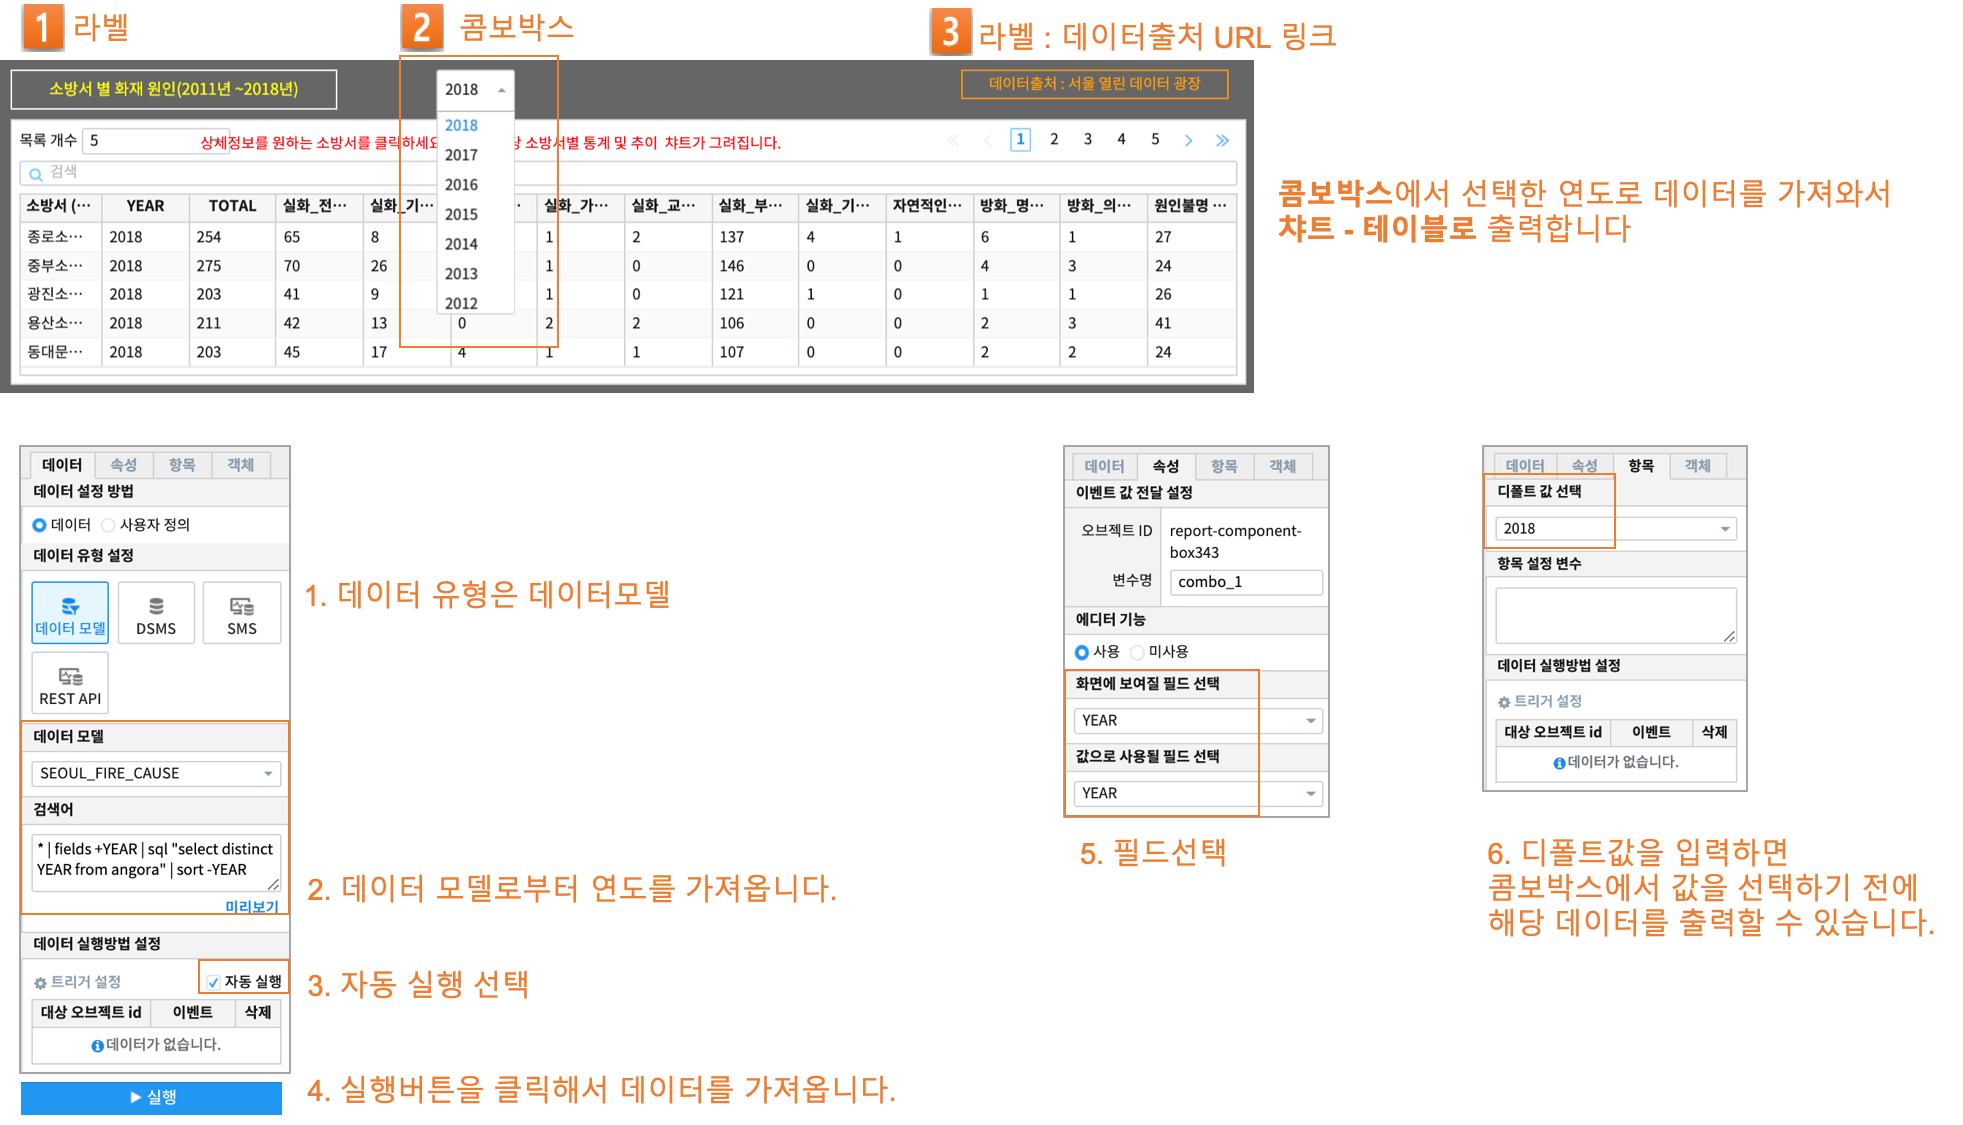 1 라벨
2 콤보박스
3 라벨 : 데이터출처 URL 링크
소방서 별 화재 원인(2011년 ~2018년)
2018
데이터출처 : 서울 열린 데이터 광장
목록 개수 5
상세정보를 원하는 소방서를 클릭하세요
소방서별 통계 및 추이 챠트가 그려집니다.
« ‹ 1 2 3 4 5 › »
검색
2018
2017
2016
2015
2014
2013
2012
소방서 (··· YEAR TOTAL 실화_전··· 실화_기··· 실화_가··· 실화_교··· 실화_부··· 실화_기··· 자연적인··· 방화_명··· 방화_의··· 원인불명 ···
종로소··· 2018 254 65 8 1 2 137 4 1 6 1 27
중부소··· 2018 275 70 26 1 0 146 0 0 4 3 24
광진소··· 2018 203 41 9 1 0 121 1 0 1 1 26
용산소··· 2018 211 42 13 0 2 2 106 0 0 2 3 41
동대문··· 2018 203 45 17 4 1 1 107 0 0 2 2 24
콤보박스에서 선택한 연도로 데이터를 가져와서
챠트 - 테이블로 출력합니다
데이터 속성 항목 객체
데이터 설정 방법
데이터 사용자 정의
데이터 유형 설정
데이터 모델 DSMS SMS
REST API
데이터 모델
SEOUL_FIRE_CAUSE
검색어
* | fields +YEAR | sql "select distinct
YEAR from angora" | sort -YEAR
미리보기
데이터 실행방법 설정
트리거 설정 자동 실행
대상 오브젝트 id 이벤트 삭제
데이터가 없습니다.
▶ 실행
1. 데이터 유형은 데이터모델
2. 데이터 모델로부터 연도를 가져옵니다.
3. 자동 실행 선택
4. 실행버튼을 클릭해서 데이터를 가져옵니다.
데이터 속성 항목 객체
이벤트 값 전달 설정
오브젝트 ID report-component-
box343
변수명 combo_1
에디터 기능
사용 미사용
화면에 보여질 필드 선택
YEAR
값으로 사용될 필드 선택
YEAR
5. 필드선택
데이터 속성 항목 객체
디폴트 값 선택
2018
항목 설정 변수
데이터 실행방법 설정
트리거 설정
대상 오브젝트 id 이벤트 삭제
데이터가 없습니다.
6. 디폴트값을 입력하면
콤보박스에서 값을 선택하기 전에
해당 데이터를 출력할 수 있습니다.